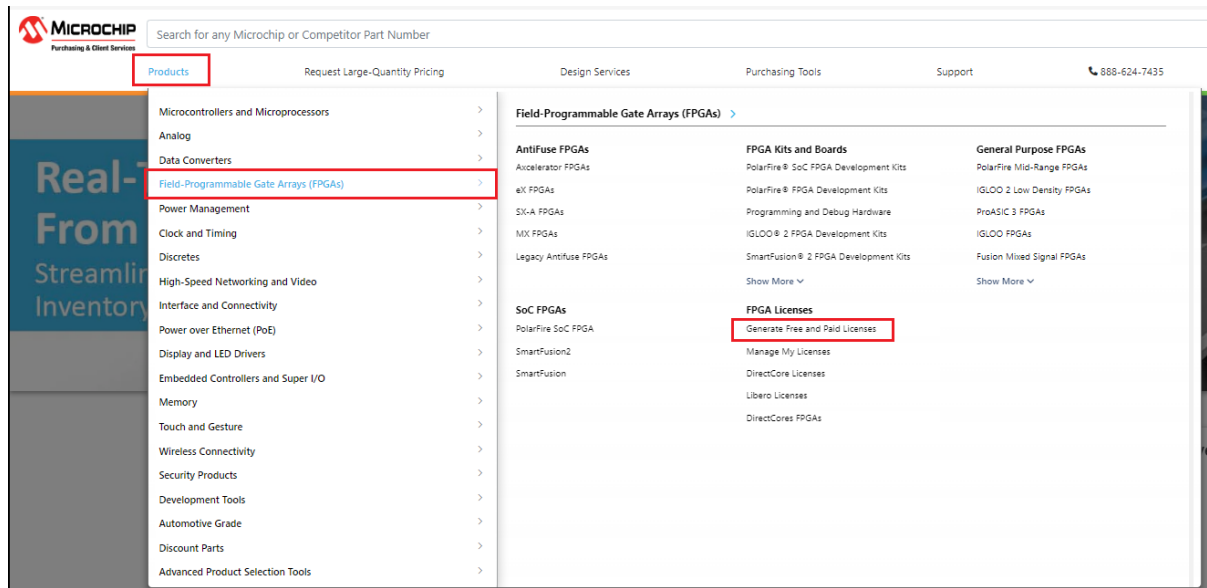 MICROCHIP
Purchasing & Client Services
Search for any Microchip or Competitor Part Number
Products
Request Large-Quantity Pricing
Design Services
Purchasing Tools
Support
888-624-7435
Real-
From
Streamlin
Inventory
Microcontrollers and Microprocessors
Analog
Data Converters
Field-Programmable Gate Arrays (FPGAs)
Power Management
Clock and Timing
Discretes
High-Speed Networking and Video
Interface and Connectivity
Power over Ethernet (PoE)
Display and LED Drivers
Embedded Controllers and Super I/O
Memory
Touch and Gesture
Wireless Connectivity
Security Products
Development Tools
Automotive Grade
Discount Parts
Advanced Product Selection Tools
Field-Programmable Gate Arrays (FPGAs)
AntiFuse FPGAs
Axcelerator FPGAs
eX FPGAs
SX-A FPGAs
MX FPGAs
Legacy Antifuse FPGAs
FPGA Kits and Boards
PolarFire® SoC FPGA Development Kits
PolarFire® FPGA Development Kits
Programming and Debug Hardware
IGLOO® 2 FPGA Development Kits
SmartFusion® 2 FPGA Development Kits
Show More
General Purpose FPGAs
PolarFire Mid-Range FPGAs
IGLOO 2 Low Density FPGAs
ProASIC 3 FPGAs
IGLOO FPGAs
Fusion Mixed Signal FPGAs
Show More
SoC FPGAs
PolarFire SoC FPGA
SmartFusion2
SmartFusion
FPGA Licenses
Generate Free and Paid Licenses
Manage My Licenses
DirectCore Licenses
Libero Licenses
DirectCores FPGAs